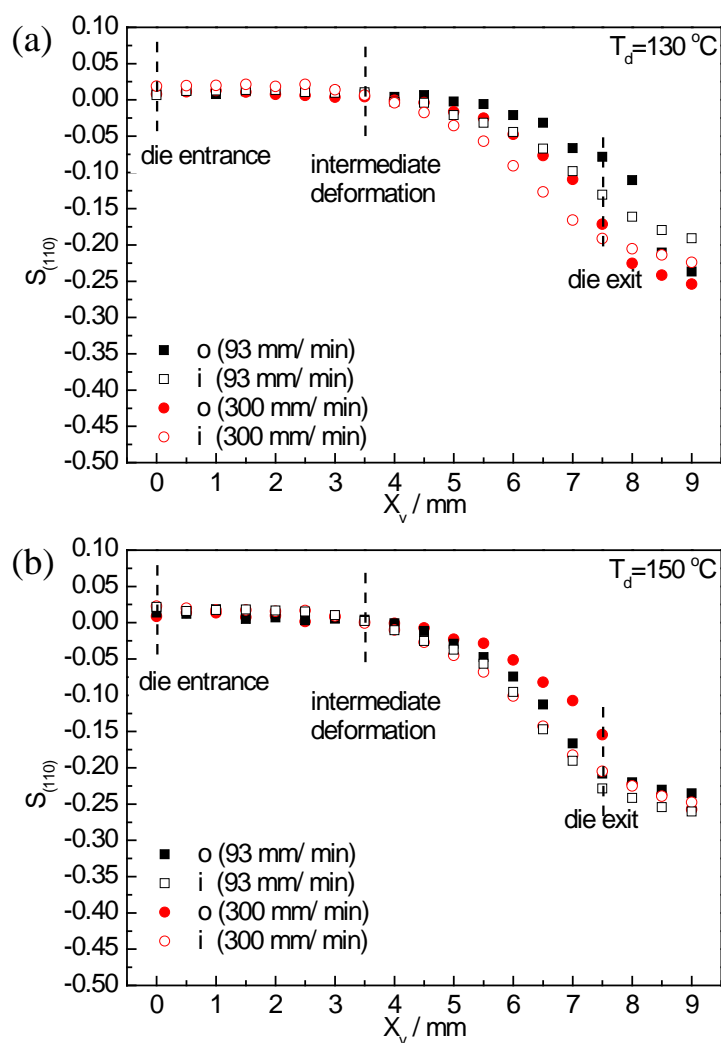 (a)
T_d=130 °C
0.10
0.05
0.00
-0.05
-0.10
-0.15
-0.20
-0.25
-0.30
-0.35
-0.40
-0.45
-0.50
S_(110)
die entrance
intermediate
deformation
die exit
o (93 mm/ min)
i (93 mm/ min)
o (300 mm/ min)
i (300 mm/ min)
0 1 2 3 4 5 6 7 8 9
X_v / mm
(b)
T_d=150 °C
0.10
0.05
0.00
-0.05
-0.10
-0.15
-0.20
-0.25
-0.30
-0.35
-0.40
-0.45
-0.50
S_(110)
die entrance
intermediate
deformation
die exit
o (93 mm/ min)
i (93 mm/ min)
o (300 mm/ min)
i (300 mm/ min)
0 1 2 3 4 5 6 7 8 9
X_v / mm